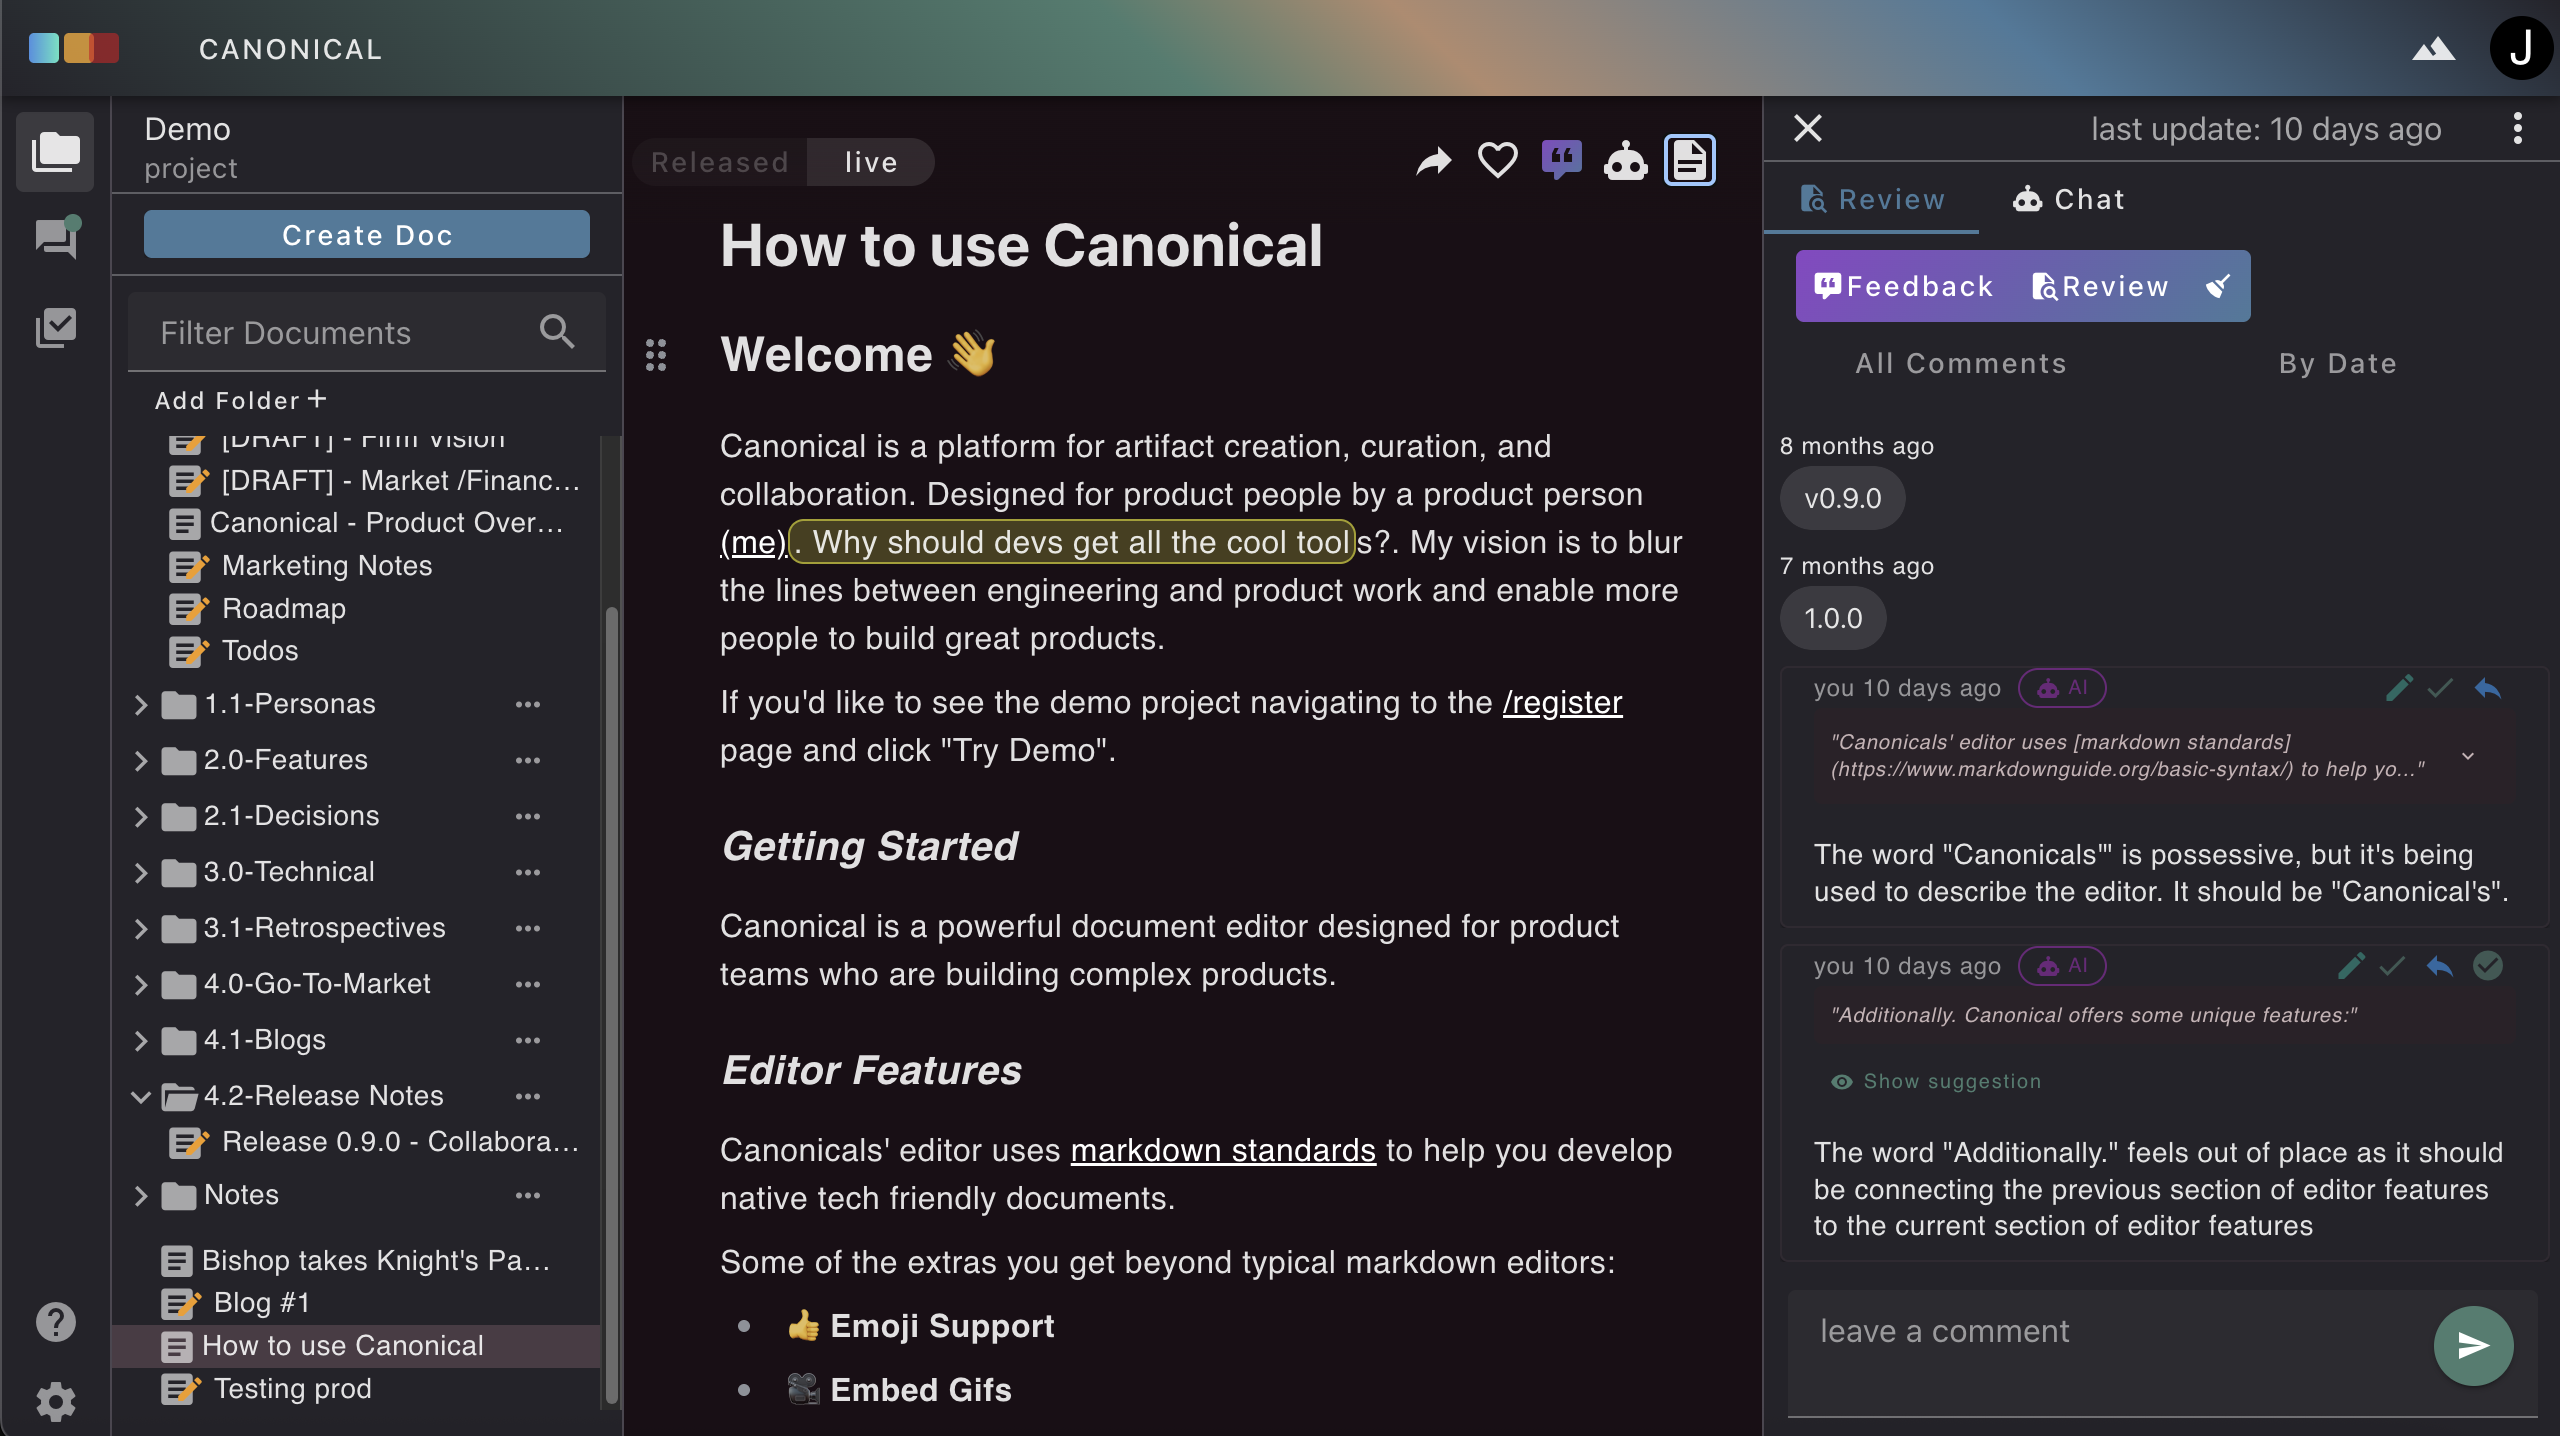 CANONICAL
J
Demo
project
Create Doc
Filter Documents
Add Folder +
[DRAFT] - Firm Vision
[DRAFT] - Market /Financ...
Canonical - Product Over...
Marketing Notes
Roadmap
Todos
1.1-Personas
2.0-Features
2.1-Decisions
3.0-Technical
3.1-Retrospectives
4.0-Go-To-Market
4.1-Blogs
4.2-Release Notes
Release 0.9.0 - Collabora...
Notes
Bishop takes Knight's Pa...
Blog #1
How to use Canonical
Testing prod
Released live
How to use Canonical
Welcome 👋
Canonical is a platform for artifact creation, curation, and
collaboration. Designed for product people by a product person
(me). Why should devs get all the cool tools?. My vision is to blur
the lines between engineering and product work and enable more
people to build great products.
If you'd like to see the demo project navigating to the /register
page and click "Try Demo".
Getting Started
Canonical is a powerful document editor designed for product
teams who are building complex products.
Editor Features
Canonicals' editor uses markdown standards to help you develop
native tech friendly documents.
Some of the extras you get beyond typical markdown editors:
• 👍 Emoji Support
• 🎥 Embed Gifs
last update: 10 days ago
Review Chat
Feedback Review
All Comments By Date
8 months ago
v0.9.0
7 months ago
1.0.0
you 10 days ago AI
"Canonicals' editor uses [markdown standards]
(https://www.markdownguide.org/basic-syntax/) to help yo..."
The word "Canonicals'" is possessive, but it's being
used to describe the editor. It should be "Canonical's".
you 10 days ago AI
"Additionally. Canonical offers some unique features:"
Show suggestion
The word "Additionally." feels out of place as it should
be connecting the previous section of editor features
to the current section of editor features
leave a comment